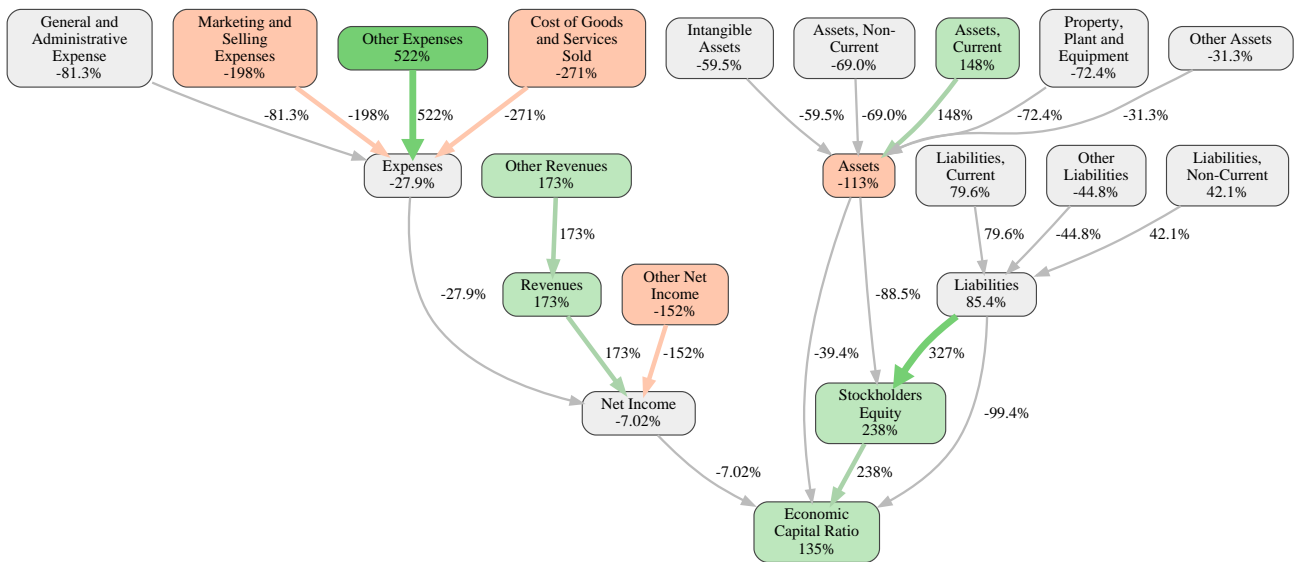 General and
Administrative
Expense
-81.3%
Marketing and
Selling
Expenses
-198%
Other Expenses
522%
Cost of Goods
and Services
Sold
-271%
Intangible
Assets
-59.5%
Assets, Non-
Current
-69.0%
Assets,
Current
148%
Property,
Plant and
Equipment
-72.4%
Other Assets
-31.3%
-81.3%
-198%
522%
-271%
-59.5%
-69.0%
148%
-72.4%
-31.3%
Expenses
-27.9%
Other Revenues
173%
Assets
-113%
Liabilities,
Current
79.6%
Other
Liabilities
-44.8%
Liabilities,
Non-Current
42.1%
173%
79.6%
-44.8%
42.1%
-27.9%
Revenues
173%
Other Net
Income
-152%
-88.5%
Liabilities
85.4%
173%
-152%
-39.4%
327%
Net Income
-7.02%
Stockholders
Equity
238%
-99.4%
-7.02%
238%
Economic
Capital Ratio
135%